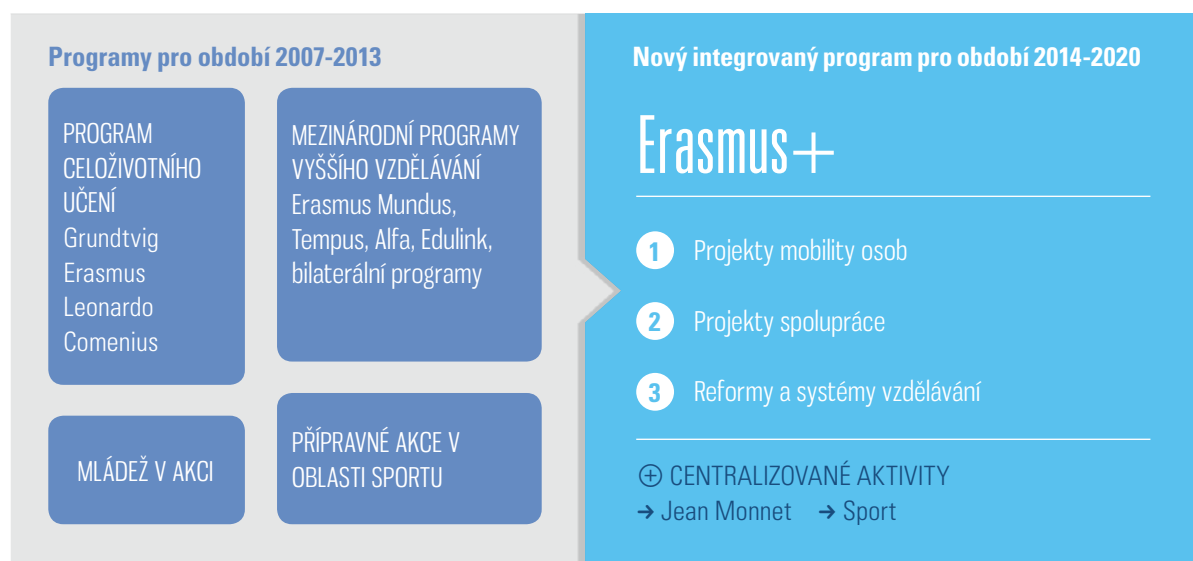 Programy pro období 2007-2013
PROGRAM
CELOŽIVOTNÍHO
UČENÍ
Grundtvig
Erasmus
Leonardo
Comenius
MEZINÁRODNÍ PROGRAMY
VYŠŠÍHO VZDĚLÁVÁNÍ
Erasmus Mundus,
Tempus, Alfa, Edulink,
bilaterální programy
MLÁDEŽ V AKCI
PŘÍPRAVNÉ AKCE V
OBLASTI SPORTU
Nový integrovaný program pro období 2014-2020
Erasmus+
1 Projekty mobility osob
2 Projekty spolupráce
3 Reformy a systémy vzdělávání
⊕ CENTRALIZOVANÉ AKTIVITY
→ Jean Monnet → Sport